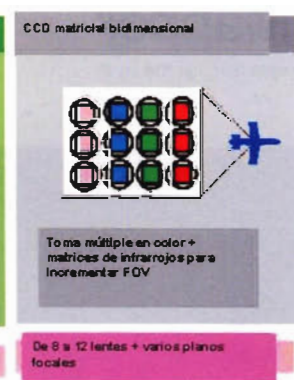 CCD matricial bidimensional
Toma múltiple en color +
matrices de infrarrojos para
Incrementar FOV
De 8 a 12 lentes + varios planos
focales